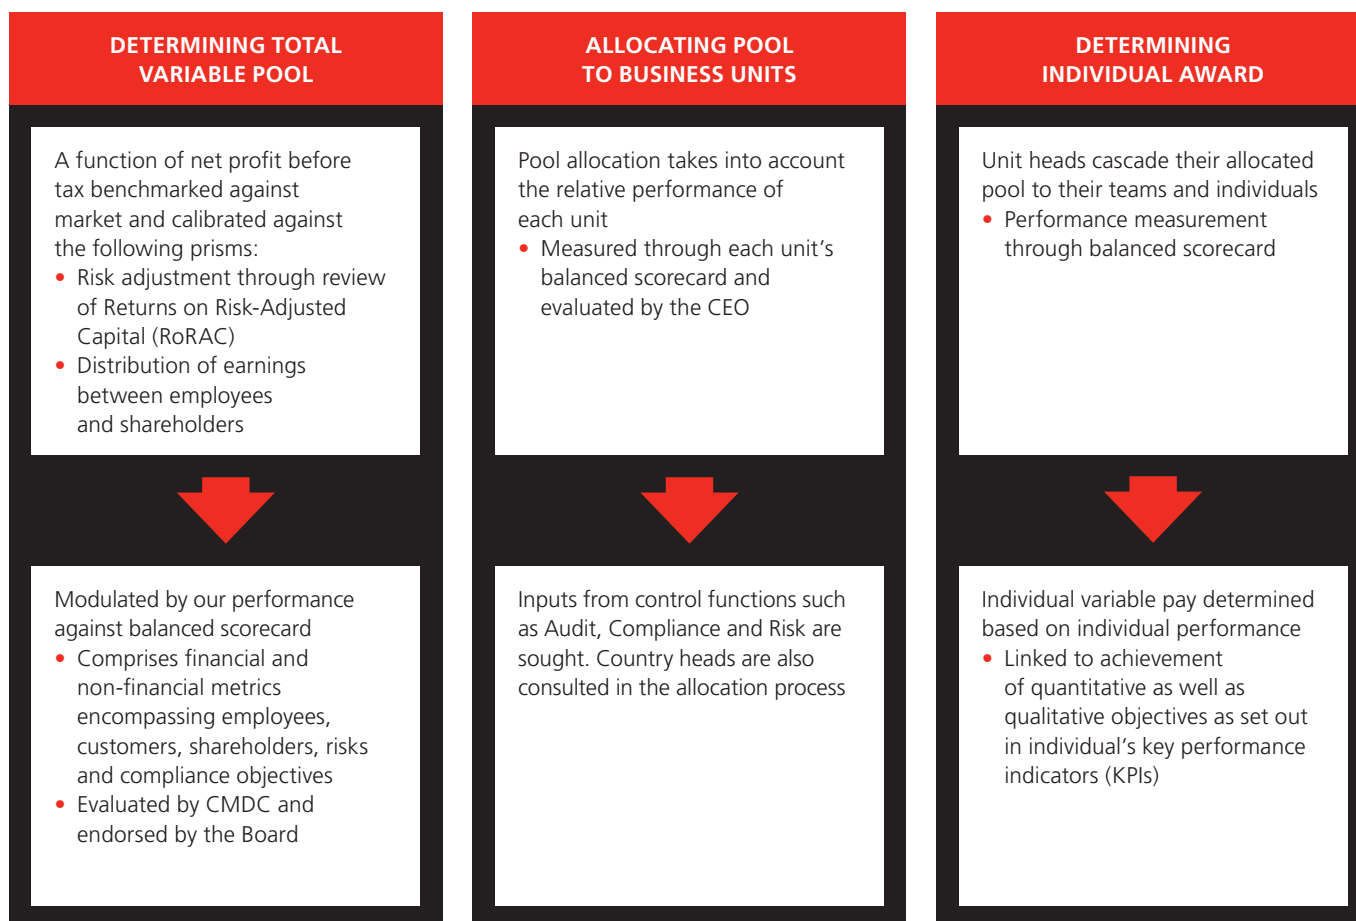 DETERMINING TOTAL
VARIABLE POOL
A function of net profit before
tax benchmarked against
market and calibrated against
the following prisms:
• Risk adjustment through review
of Returns on Risk-Adjusted
Capital (RoRAC)
• Distribution of earnings
between employees
and shareholders
Modulated by our performance
against balanced scorecard
• Comprises financial and
non-financial metrics
encompassing employees,
customers, shareholders, risks
and compliance objectives
• Evaluated by CMDC and
endorsed by the Board
ALLOCATING POOL
TO BUSINESS UNITS
Pool allocation takes into account
the relative performance of
each unit
• Measured through each unit’s
balanced scorecard and
evaluated by the CEO
Inputs from control functions such
as Audit, Compliance and Risk are
sought. Country heads are also
consulted in the allocation process
DETERMINING
INDIVIDUAL AWARD
Unit heads cascade their allocated
pool to their teams and individuals
• Performance measurement
through balanced scorecard
Individual variable pay determined
based on individual performance
• Linked to achievement
of quantitative as well as
qualitative objectives as set out
in individual’s key performance
indicators (KPIs)